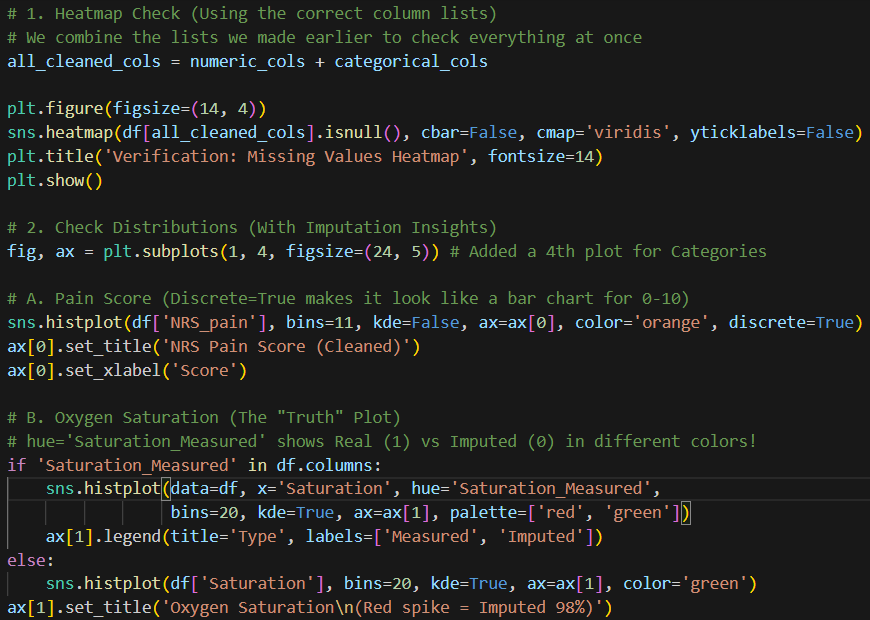 # 1. Heatmap Check (Using the correct column lists)
# We combine the lists we made earlier to check everything at once
all_cleaned_cols = numeric_cols + categorical_cols

plt.figure(figsize=(14, 4))
sns.heatmap(df[all_cleaned_cols].isnull(), cbar=False, cmap='viridis', yticklabels=False)
plt.title('Verification: Missing Values Heatmap', fontsize=14)
plt.show()

# 2. Check Distributions (With Imputation Insights)
fig, ax = plt.subplots(1, 4, figsize=(24, 5)) # Added a 4th plot for Categories

# A. Pain Score (Discrete=True makes it look like a bar chart for 0-10)
sns.histplot(df['NRS_pain'], bins=11, kde=False, ax=ax[0], color='orange', discrete=True)
ax[0].set_title('NRS Pain Score (Cleaned)')
ax[0].set_xlabel('Score')

# B. Oxygen Saturation (The "Truth" Plot)
# hue='Saturation_Measured' shows Real (1) vs Imputed (0) in different colors!
if 'Saturation_Measured' in df.columns:
    sns.histplot(data=df, x='Saturation', hue='Saturation_Measured',
                 bins=20, kde=True, ax=ax[1], palette=['red', 'green'])
    ax[1].legend(title='Type', labels=['Measured', 'Imputed'])
else:
    sns.histplot(df['Saturation'], bins=20, kde=True, ax=ax[1], color='green')
ax[1].set_title('Oxygen Saturation\n(Red spike = Imputed 98%)')